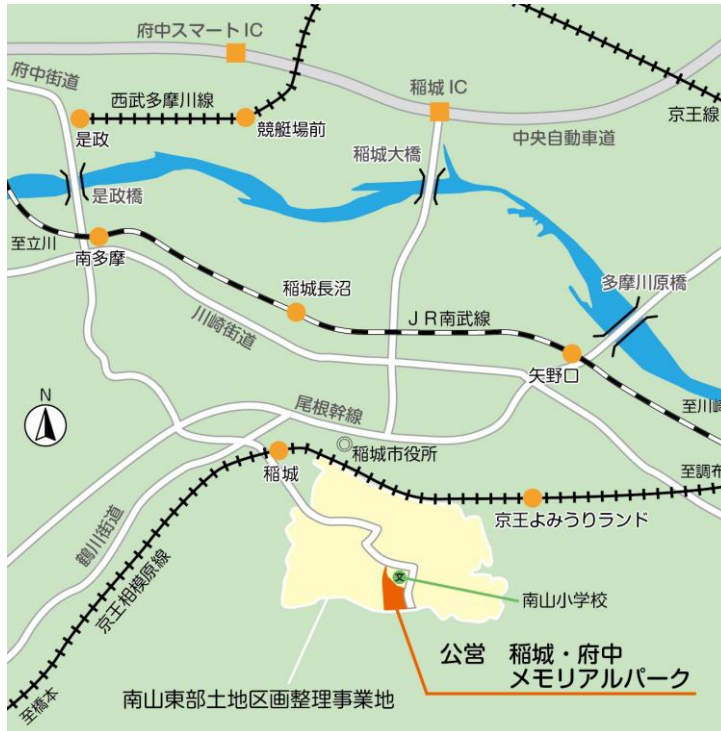 府中スマートIC
府中街道
西武多摩川線
稲城IC
京王線
是政
競艇場前
中央自動車道
稲城大橋
是政橋
至立川
南多摩
多摩川原橋
稲城長沼
JR南武線
川崎街道
矢野口
至川崎
N
尾根幹線
稲城市役所
稲城
至調布
京王よみうりランド
鶴川街道
京王相模原線
文
南山小学校
公営 稲城・府中
メモリアルパーク
南山東部土地区画整理事業地
至橋本